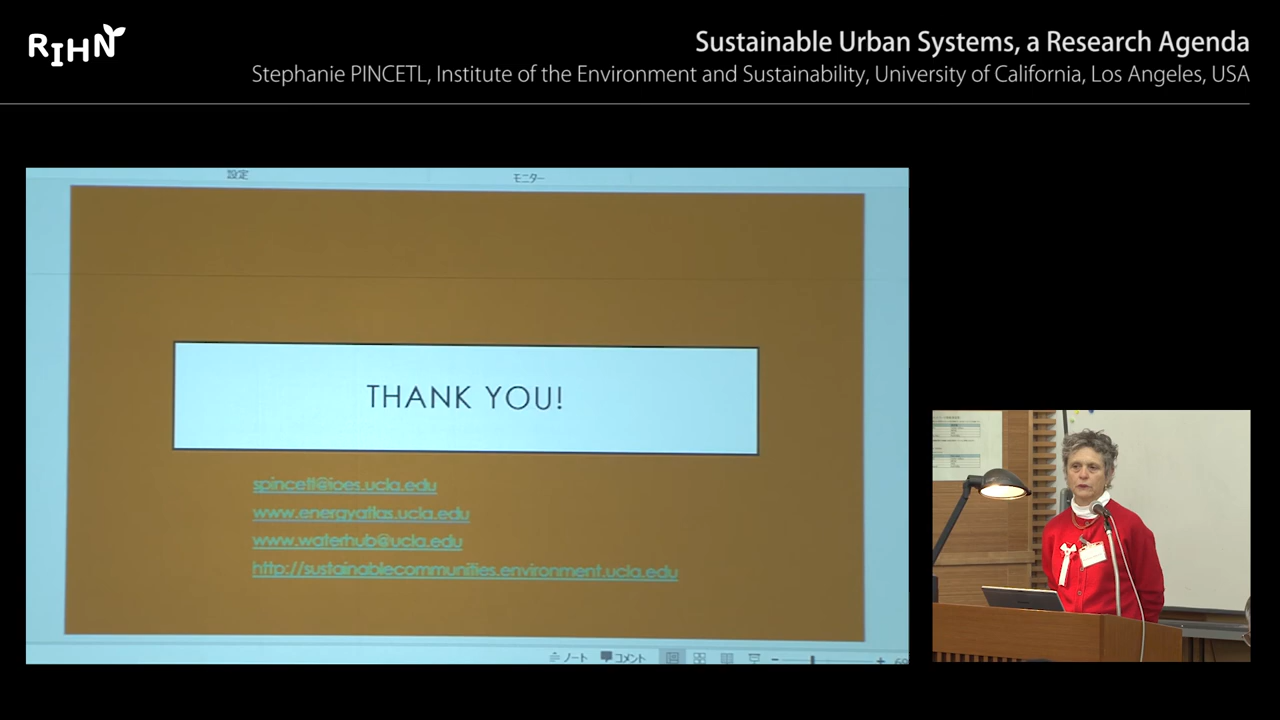 RIHN
Sustainable Urban Systems, a Research Agenda
Stephanie PINCETL, Institute of the Environment and Sustainability, University of California, Los Angeles, USA
設定
モニター
THANK YOU!
spincetl@ioes.ucla.edu
www.energyatlas.ucla.edu
www.waterhub@ucla.edu
http://sustainablecommunities.environment.ucla.edu
ノート
コメント